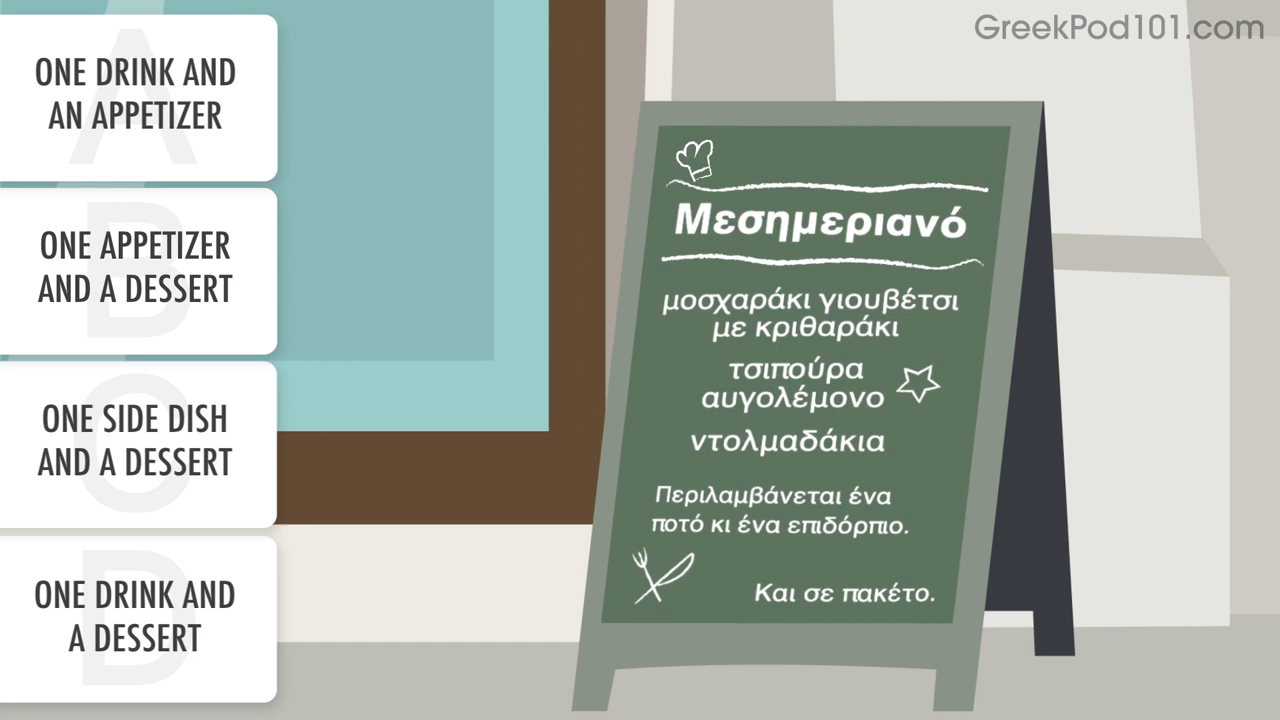 GreekPod101.com
A
ONE DRINK AND
AN APPETIZER
B
ONE APPETIZER
AND A DESSERT
C
ONE SIDE DISH
AND A DESSERT
D
ONE DRINK AND
A DESSERT
Μεσημεριανό
μοσχαράκι γιουβέτσι
με κριθαράκι
τσιπούρα
αυγολέμονο
ντολμαδάκια
Περιλαμβάνεται ένα
ποτό κι ένα επιδόρπιο.
Και σε πακέτο.